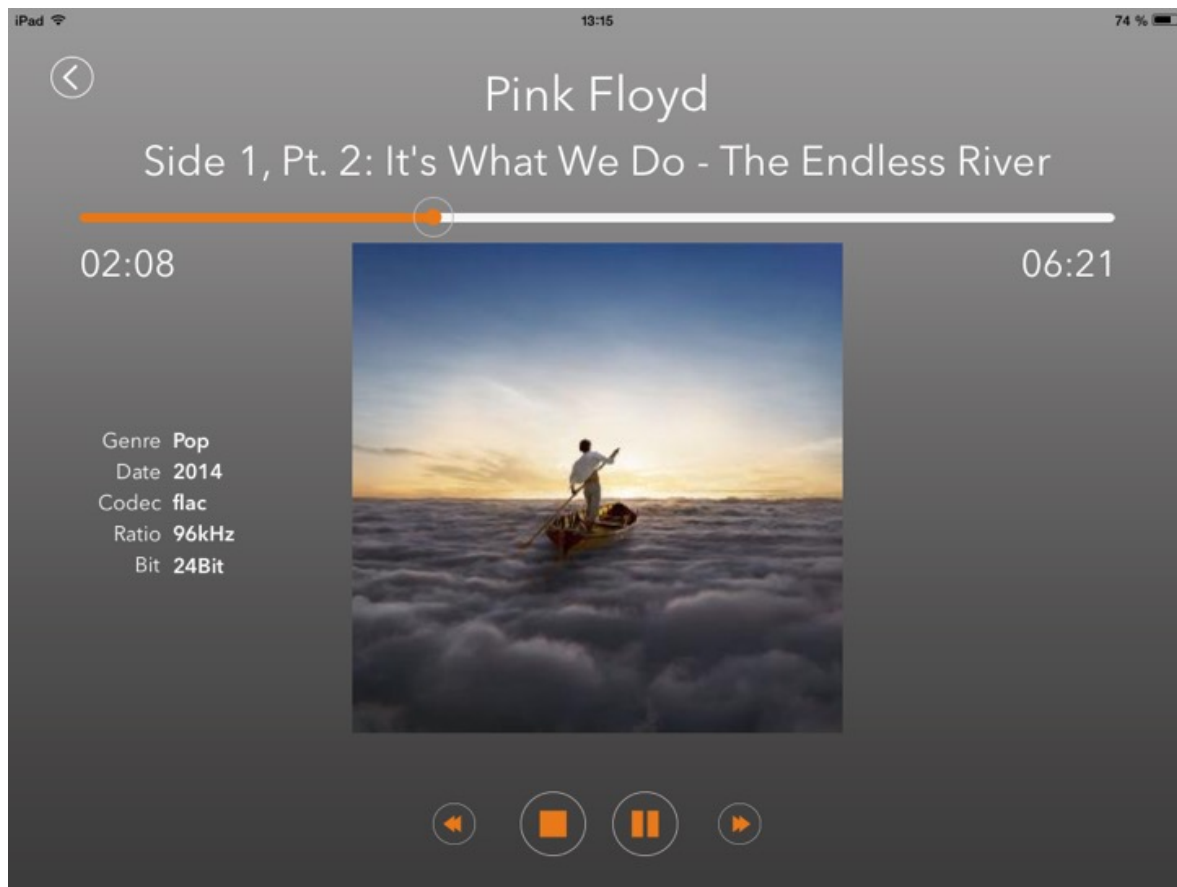 iPad 13:15 74 %
Pink Floyd
Side 1, Pt. 2: It's What We Do - The Endless River
02:08 06:21
Genre Pop
Date 2014
Codec flac
Ratio 96kHz
Bit 24Bit